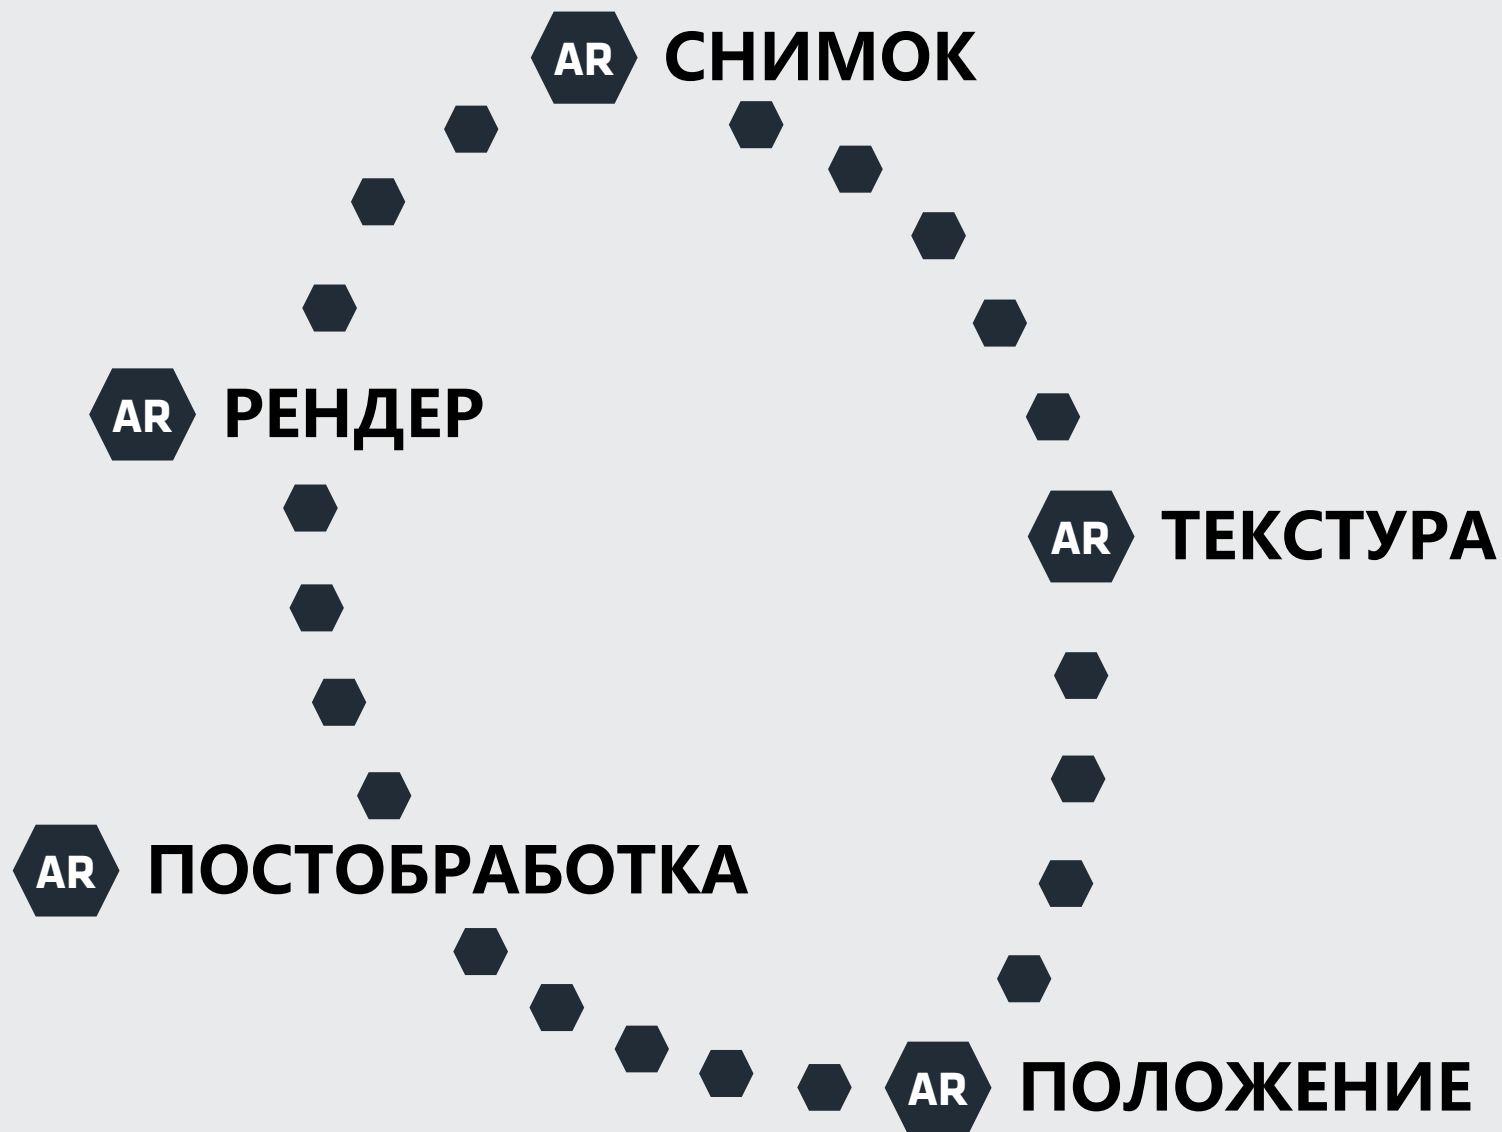 AR СНИМОК
AR РЕНДЕР
AR ТЕКСТУРА
AR ПОСТОБРАБОТКА
AR ПОЛОЖЕНИЕ